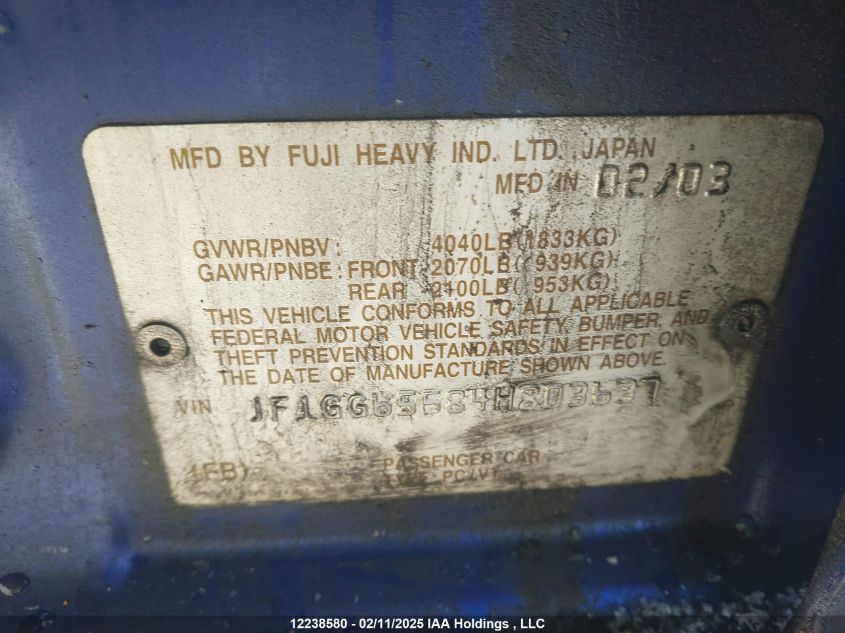 MFD BY FUJI HEAVY IND. LTD. JAPAN
MFD IN 02/03
GVWR/PNBV: 4040LB(1833KG)
GAWR/PNBE: FRONT 2070LB( 939KG)
REAR 2100LB( 953KG)
THIS VEHICLE CONFORMS TO ALL APPLICABLE
FEDERAL MOTOR VEHICLE SAFETY, BUMPER, AND
THEFT PREVENTION STANDARDS IN EFFECT ON
THE DATE OF MANUFACTURE SHOWN ABOVE
VIN JF1GG65584H803637
PASSENGER CAR
12238580 - 02/11/2025 IAA Holdings , LLC